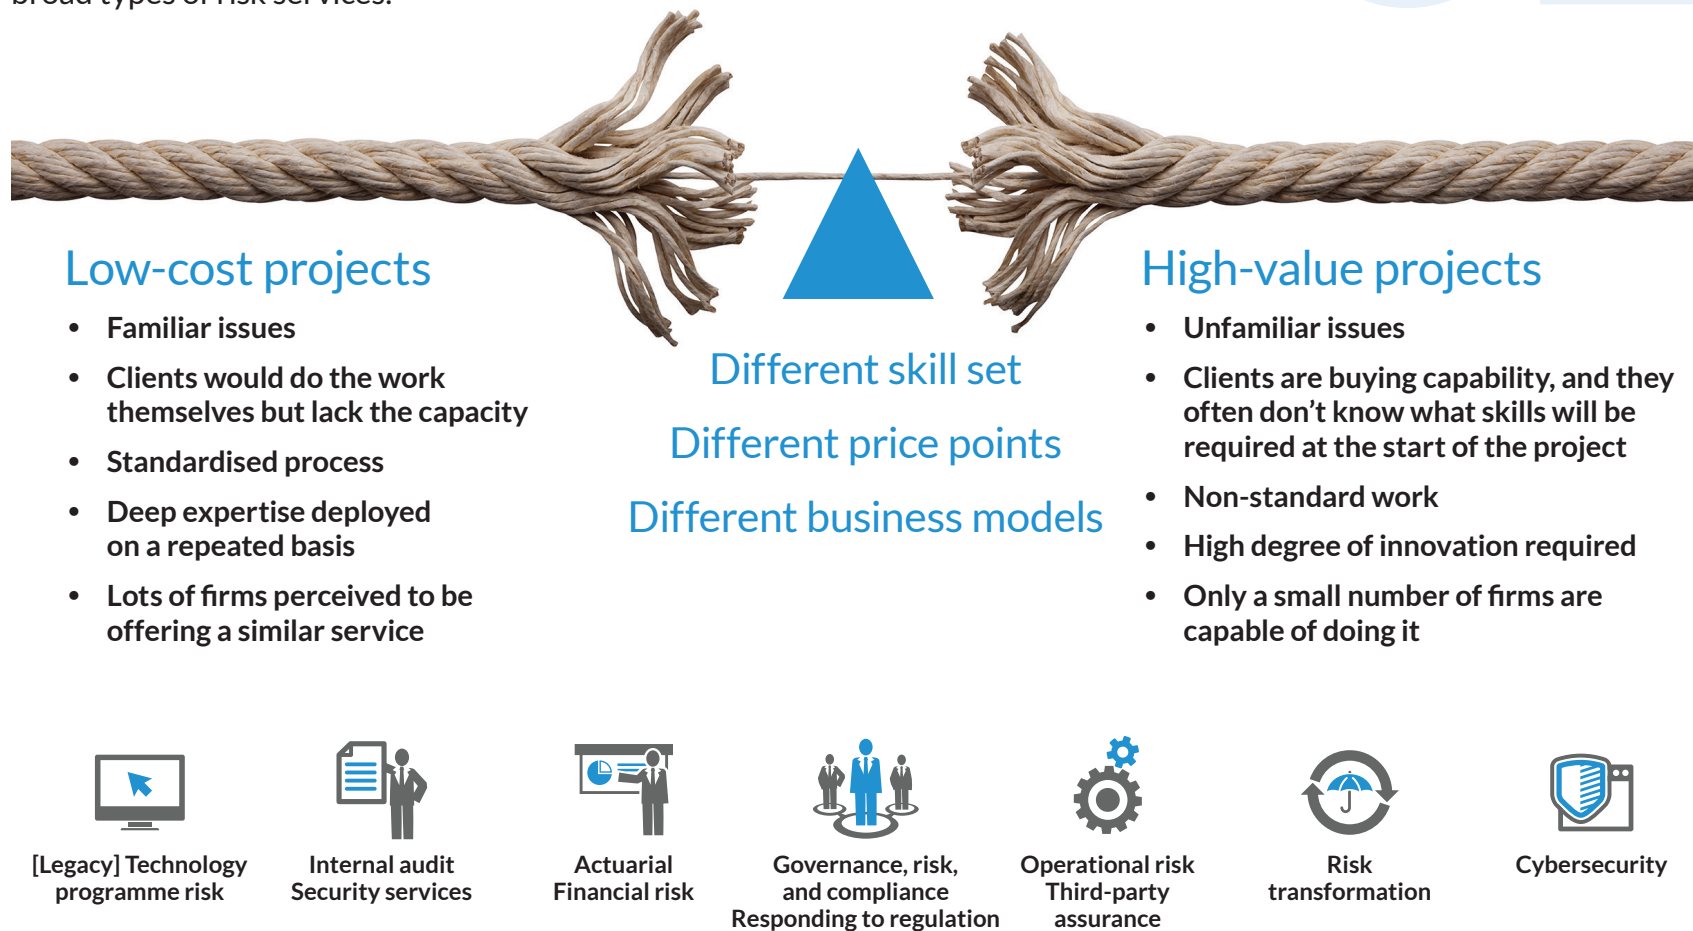 broad types of risk services.
Low-cost projects
• Familiar issues
• Clients would do the work
themselves but lack the capacity
• Standardised process
• Deep expertise deployed
on a repeated basis
• Lots of firms perceived to be
offering a similar service
Different skill set
Different price points
Different business models
High-value projects
• Unfamiliar issues
• Clients are buying capability, and they
often don’t know what skills will be
required at the start of the project
• Non-standard work
• High degree of innovation required
• Only a small number of firms are
capable of doing it
[Legacy] Technology
programme risk
Internal audit
Security services
Actuarial
Financial risk
Governance, risk,
and compliance
Responding to regulation
Operational risk
Third-party
assurance
Risk
transformation
Cybersecurity